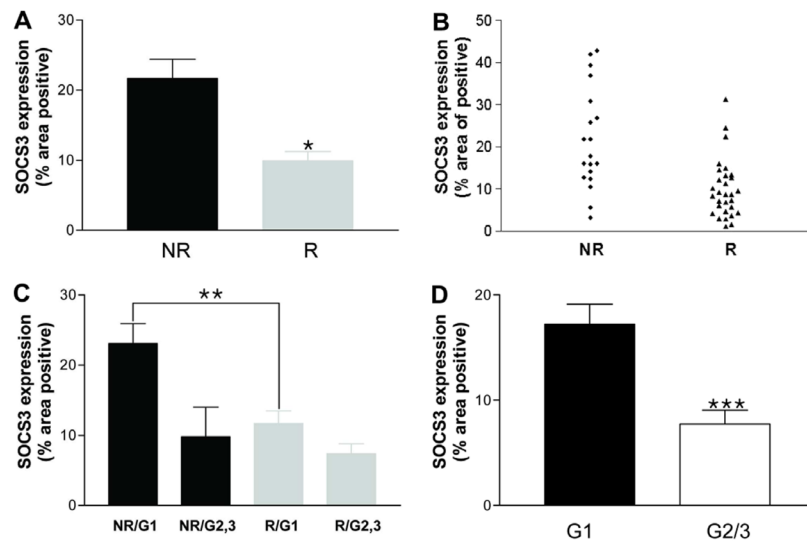 A
SOCS3 expression
(% area positive)
30
20
10
0
*
NR
R
B
SOCS3 expression
(% area of positive)
50
40
30
20
10
0
NR
R
C
SOCS3 expression
(% area positive)
30
20
10
0
**
NR/G1
NR/G2,3
R/G1
R/G2,3
D
SOCS3 expression
(% area positive)
20
10
0
***
G1
G2/3